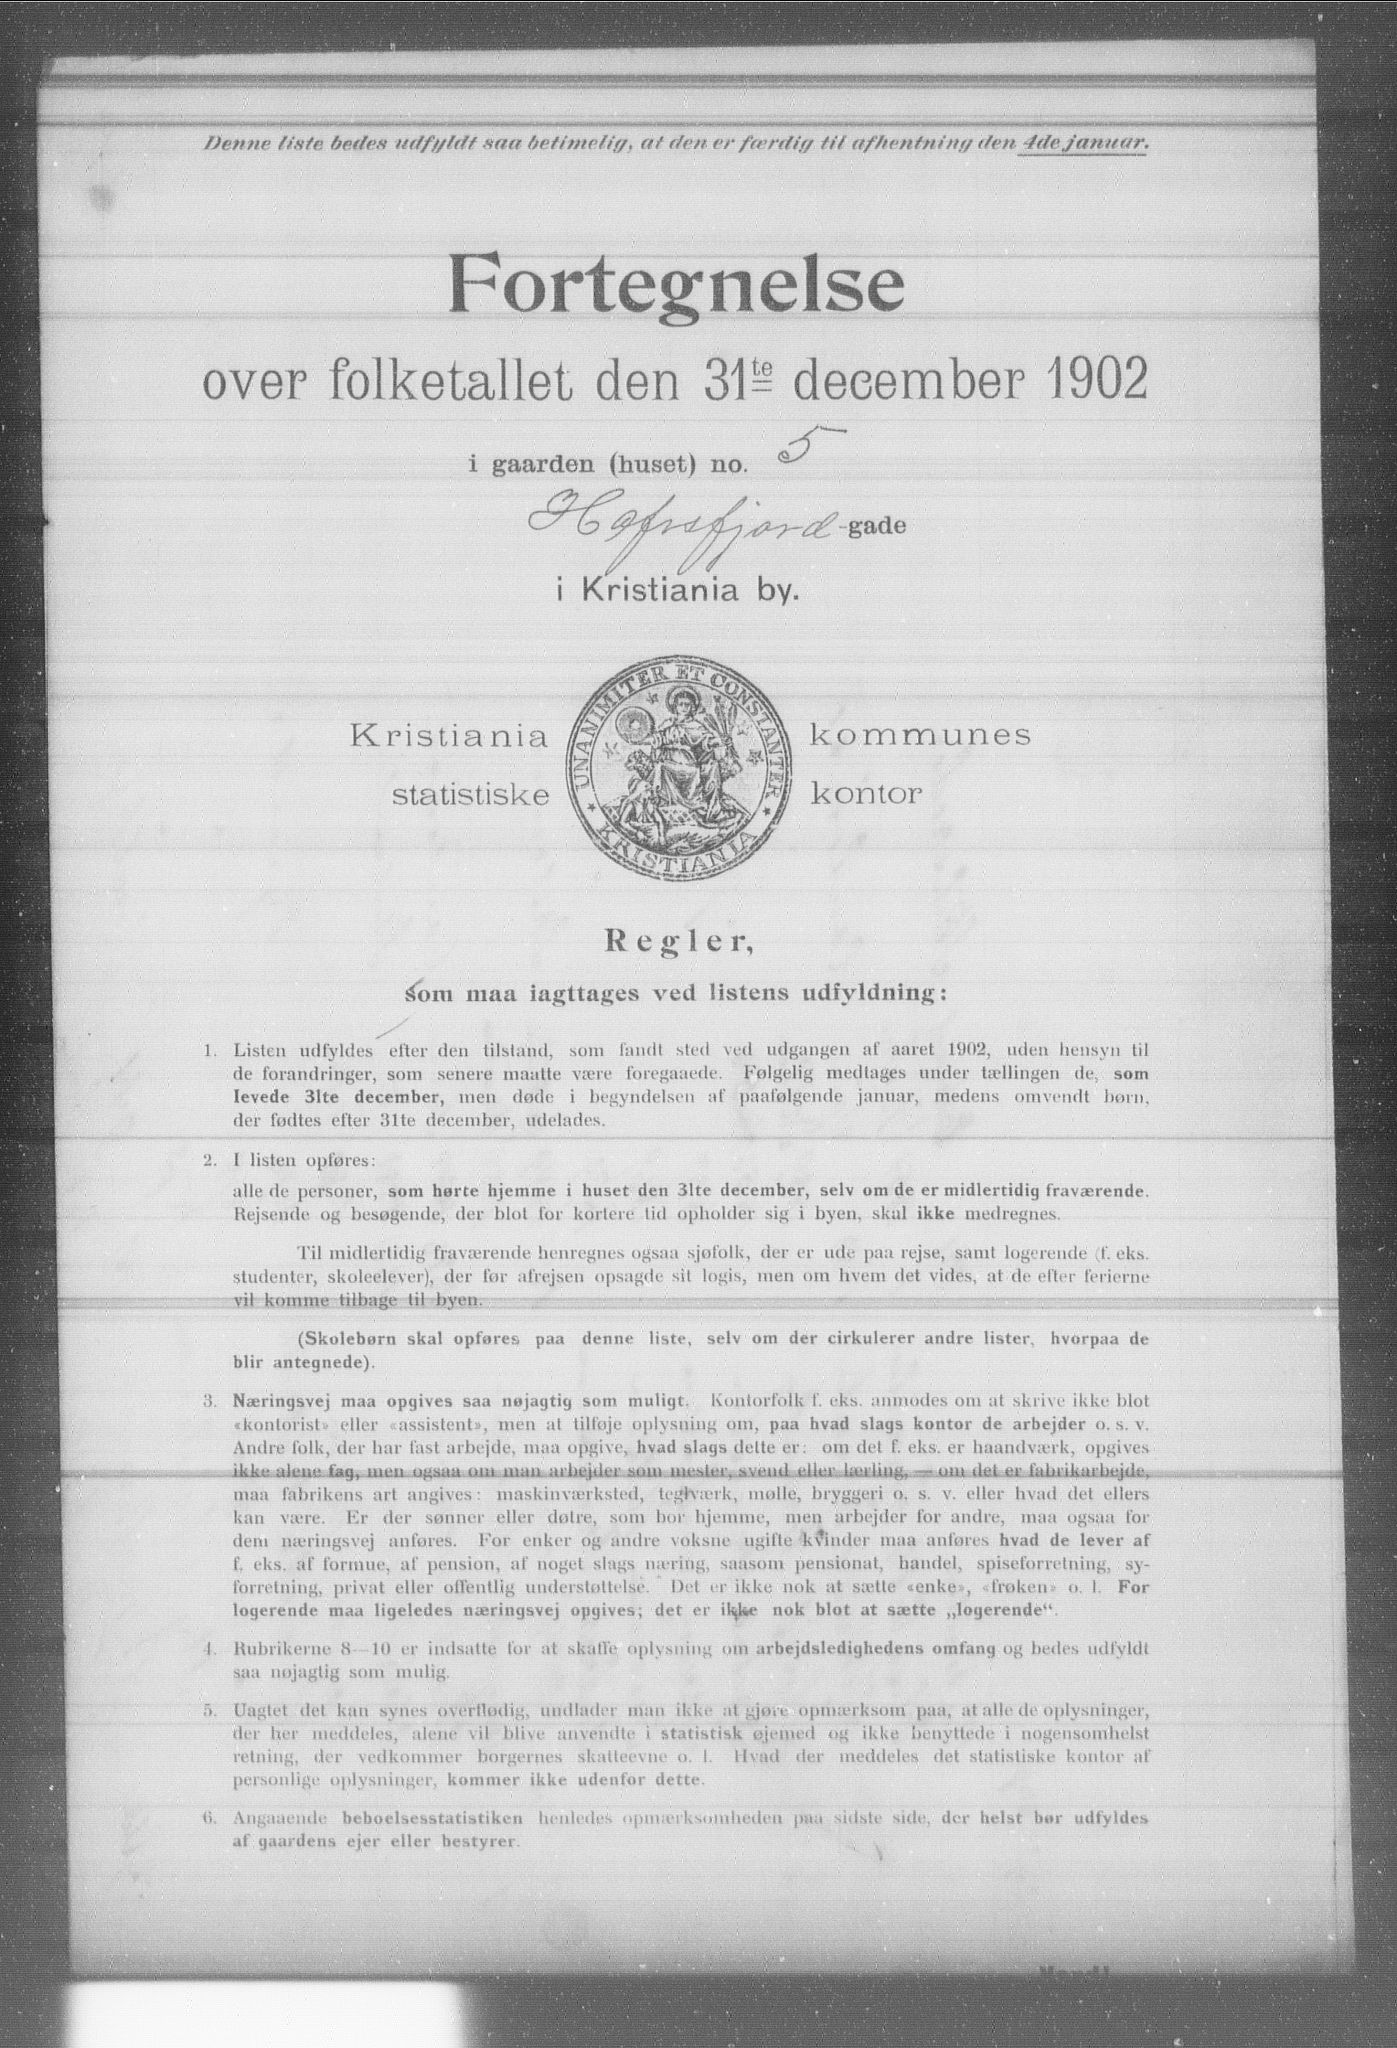 Denne liste bedes udfyldt saa betimelig, at den er færdig til afhentning den 4de januar.
Fortegnelse
over folketallet den 31te december 1902
i gaarden (huset) no. 5
Hafrsfjord-gade
i Kristiania by.
UNANIMITER ET CONSTANTER
KRISTIANIA
Kristiania kommunes
statistiske kontor
Regler,
som maa iagttages ved listens udfyldning:
1. Listen udfyldes efter den tilstand, som fandt sted ved udgangen af aaret 1902, uden hensyn til
de forandringer, som senere maatte være foregaaede. Følgelig medtages under tællingen de, som
levede 31te december, men døde i begyndelsen af paafølgende januar, medens omvendt børn,
der fødtes efter 31te december, udelades.
2. I listen opføres:
alle de personer, som hørte hjemme i huset den 31te december, selv om de er midlertidig fraværende.
Rejsende og besøgende, der blot for kortere tid opholder sig i byen, skal ikke medregnes.
Til midlertidig fraværende henregnes ogsaa sjøfolk, der er ude paa rejse, samt logerende (f. eks.
studenter, skoleelever), der før afrejsen opsagde sit logis, men om hvem det vides, at de efter ferierne
vil komme tilbage til byen.
(Skolebørn skal opføres paa denne liste, selv om der cirkulerer andre lister, hvorpaa de
blir antegnede).
3. Næringsvej maa opgives saa nøjagtig som muligt. Kontorfolk f. eks. anmodes om at skrive ikke blot
«kontorist» eller «assistent», men at tilføje oplysning om, paa hvad slags kontor de arbejder o. s. v.
Andre folk, der har fast arbejde, maa opgive, hvad slags dette er: om det f. eks. er haandværk, opgives
ikke alene fag, men ogsaa om man arbejder som mester, svend eller lærling, — om det er fabrikarbejde,
maa fabrikens art angives: maskinværksted, teglværk, mølle, bryggeri o. s. v. eller hvad det ellers
kan være. Er der sønner eller døtre, som bor hjemme, men arbejder for andre, maa ogsaa for
dem næringsvej anføres. For enker og andre voksne ugifte kvinder maa anføres hvad de lever af
f. eks. af formue, af pension, af noget slags næring, saasom pensionat, handel, spiseforretning, sy-
forretning, privat eller offentlig understøttelse. Det er ikke nok at sætte «enke», «frøken» o. l. For
logerende maa ligeledes næringsvej opgives; det er ikke nok blot at sætte „logerende“.
4. Rubrikerne 8—10 er indsatte for at skaffe oplysning om arbejdsledighedens omfang og bedes udfyldt
saa nøjagtig som mulig.
5. Uagtet det kan synes overflødig, undlader man ikke at gjøre opmærksom paa, at alle de oplysninger,
der her meddeles, alene vil blive anvendte i statistisk øjemed og ikke benyttede i nogensomhelst
retning, der vedkommer borgernes skatteevne o. l. Hvad der meddeles det statistiske kontor af
personlige oplysninger, kommer ikke udenfor dette.
6. Angaaende beboelsesstatistiken henledes opmærksomheden paa sidste side, der helst bør udfyldes
af gaardens ejer eller bestyrer.